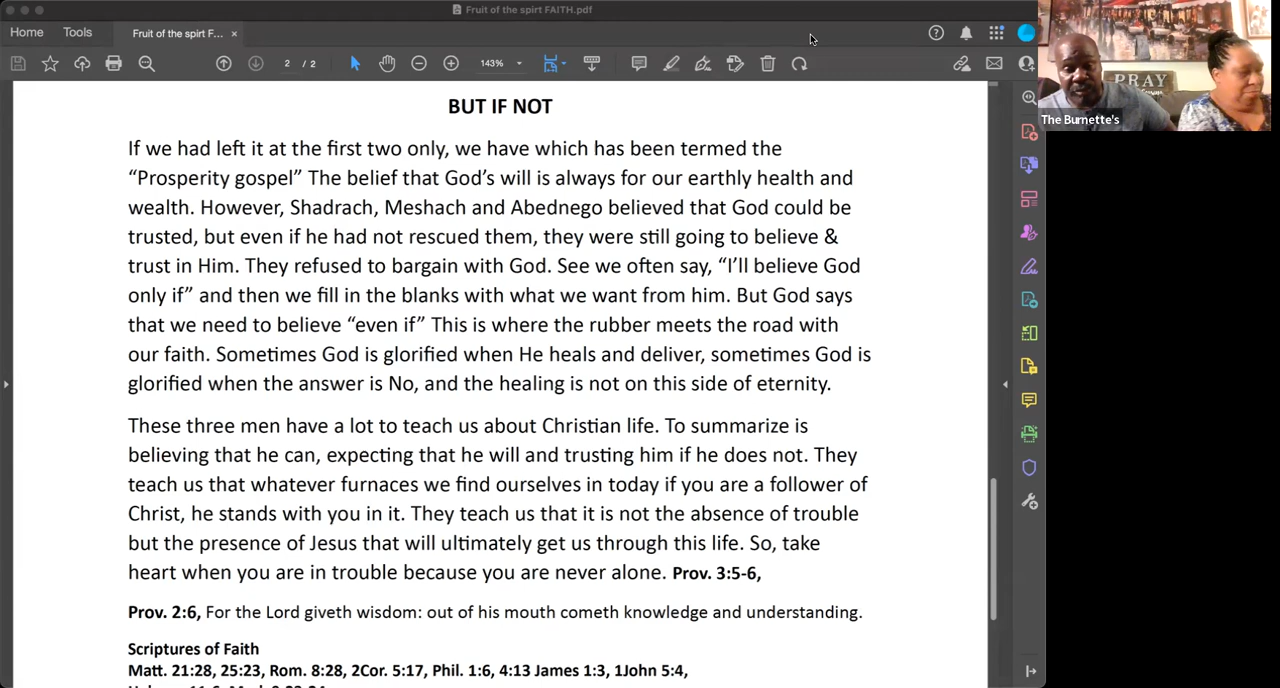 Fruit of the spirt FAITH.pdf
Home Tools Fruit of the spirt F... ×
2 / 2 143%
PRAY
The Burnette's
BUT IF NOT
If we had left it at the first two only, we have which has been termed the
“Prosperity gospel” The belief that God’s will is always for our earthly health and
wealth. However, Shadrach, Meshach and Abednego believed that God could be
trusted, but even if he had not rescued them, they were still going to believe &
trust in Him. They refused to bargain with God. See we often say, “I’ll believe God
only if” and then we fill in the blanks with what we want from him. But God says
that we need to believe “even if” This is where the rubber meets the road with
our faith. Sometimes God is glorified when He heals and deliver, sometimes God is
glorified when the answer is No, and the healing is not on this side of eternity.
These three men have a lot to teach us about Christian life. To summarize is
believing that he can, expecting that he will and trusting him if he does not. They
teach us that whatever furnaces we find ourselves in today if you are a follower of
Christ, he stands with you in it. They teach us that it is not the absence of trouble
but the presence of Jesus that will ultimately get us through this life. So, take
heart when you are in trouble because you are never alone. Prov. 3:5-6,
Prov. 2:6, For the Lord giveth wisdom: out of his mouth cometh knowledge and understanding.
Scriptures of Faith
Matt. 21:28, 25:23, Rom. 8:28, 2Cor. 5:17, Phil. 1:6, 4:13 James 1:3, 1John 5:4,